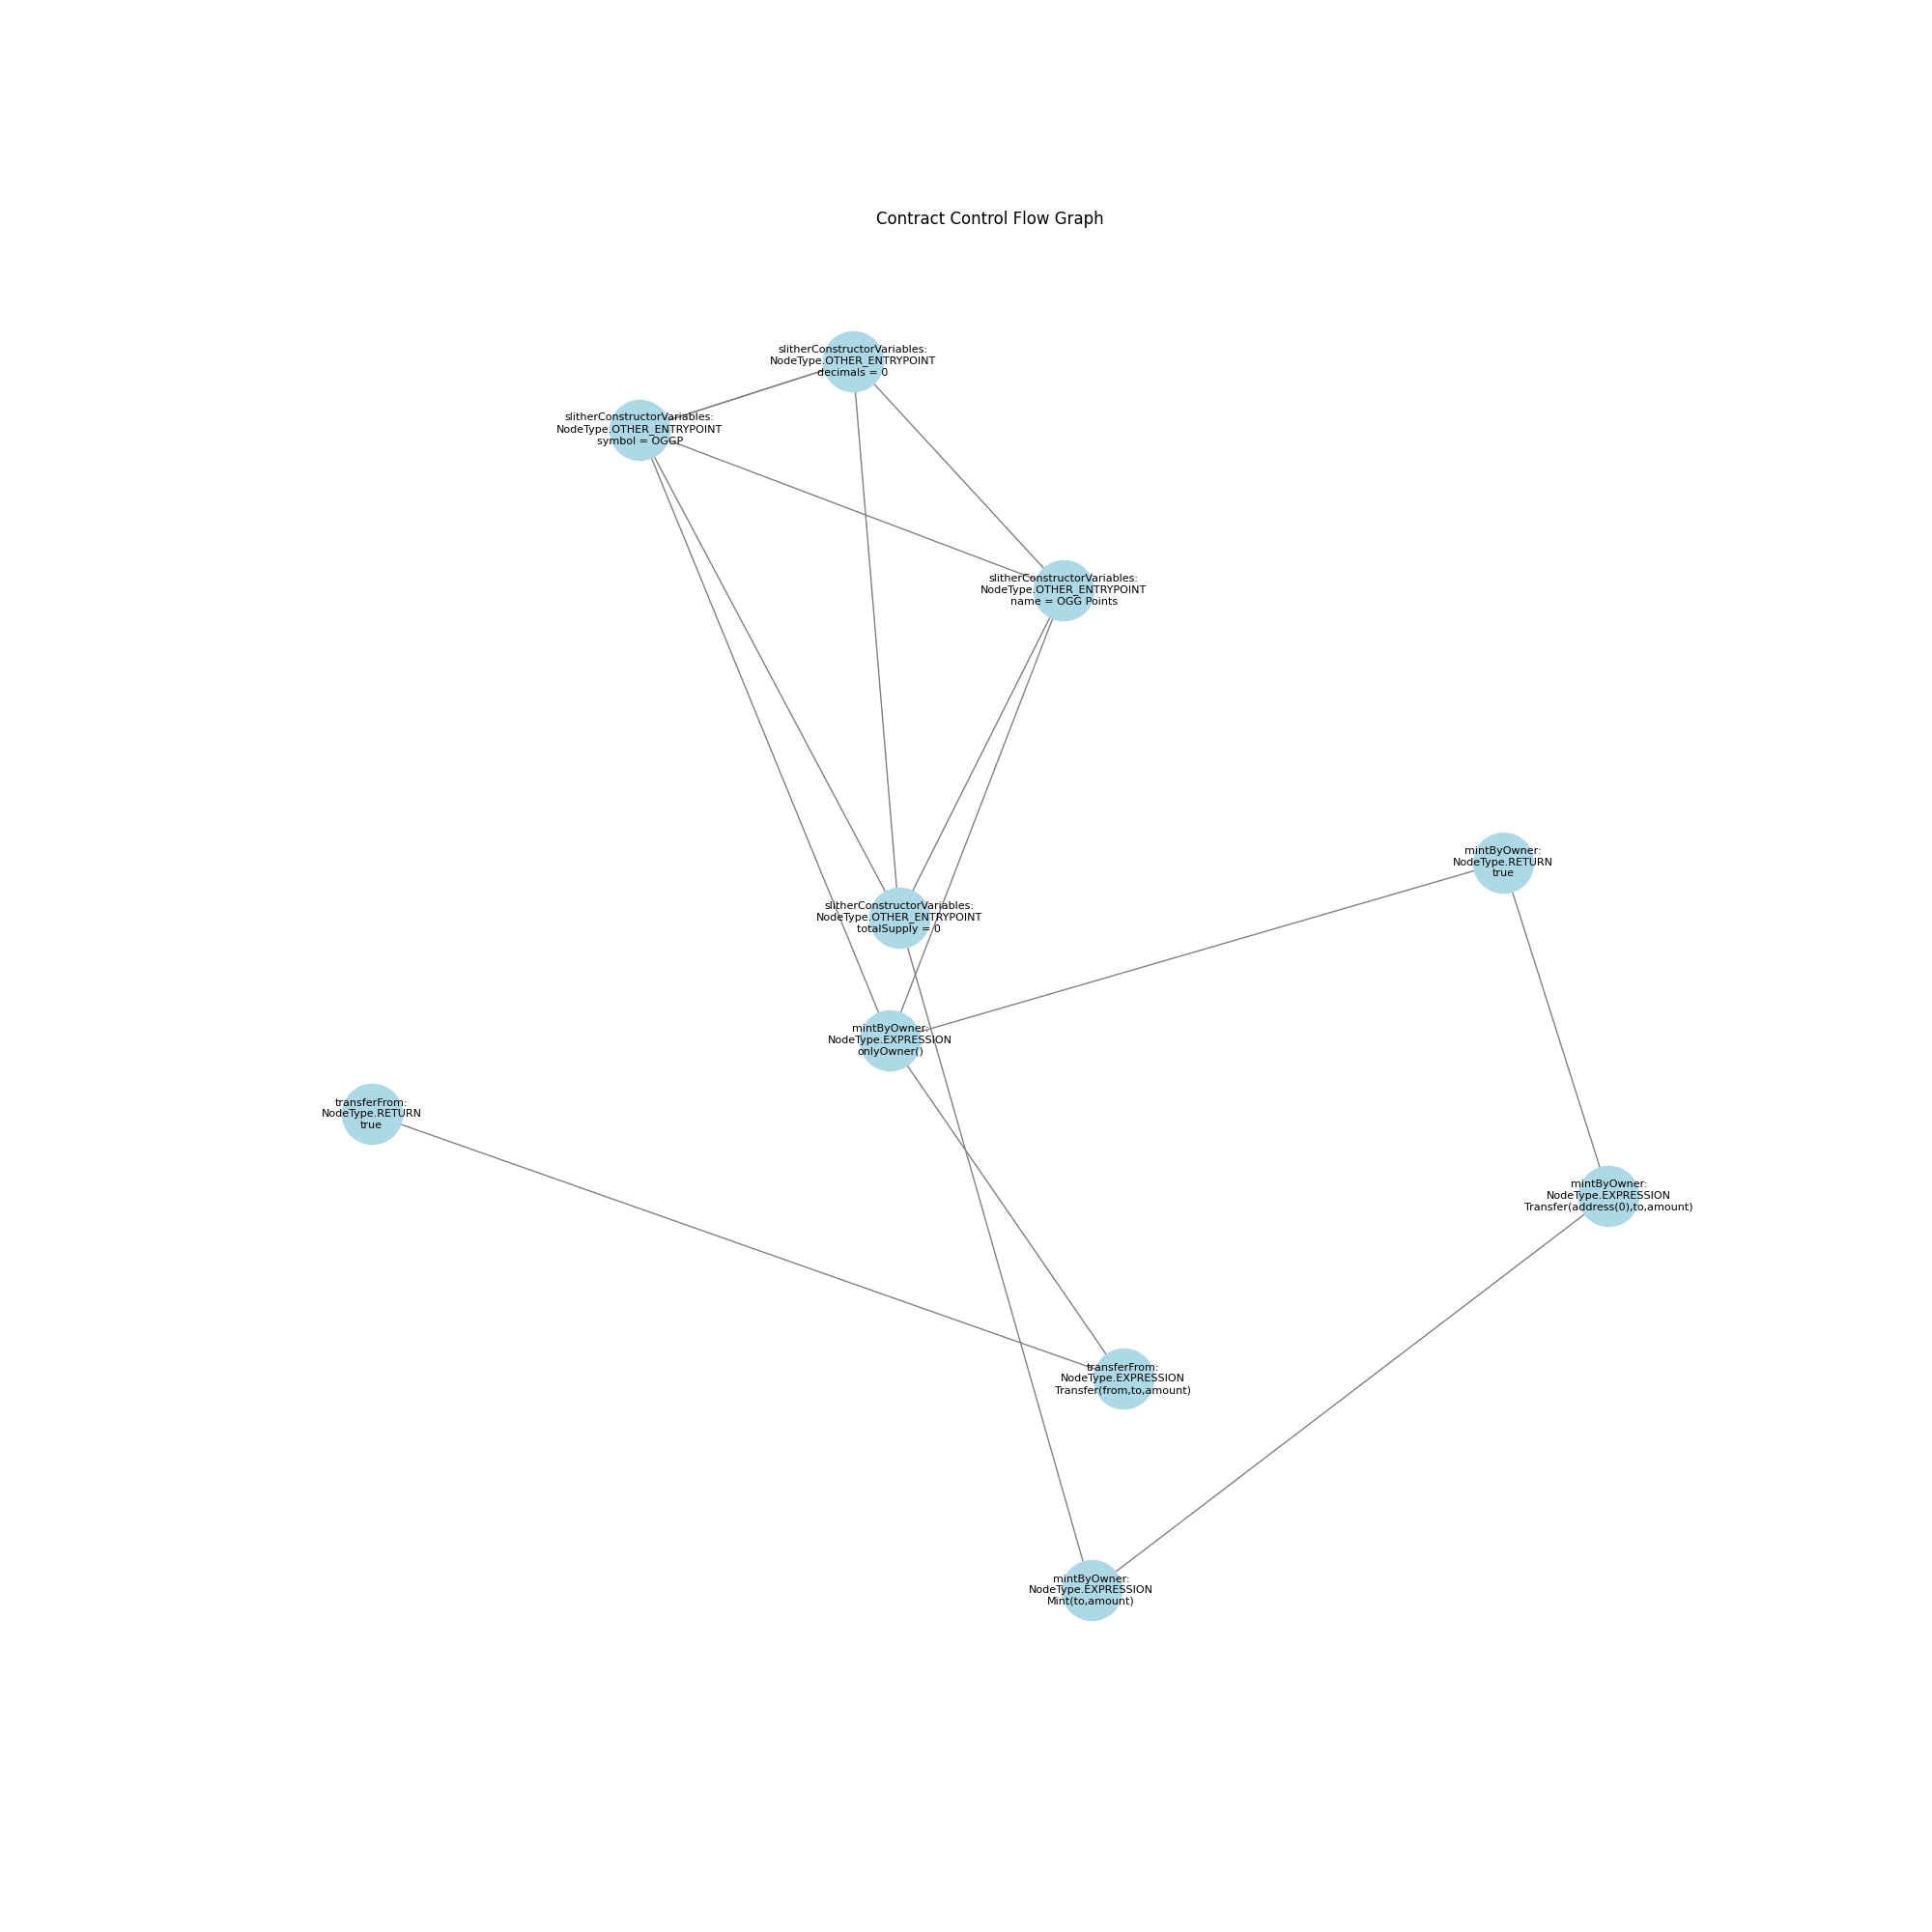 Contract Control Flow Graph
slitherConstructorVariables:
NodeType.OTHER_ENTRYPOINT
decimals = 0
slitherConstructorVariables:
NodeType.OTHER_ENTRYPOINT
symbol = OGGP
slitherConstructorVariables:
NodeType.OTHER_ENTRYPOINT
name = OGG Points
mintByOwner:
NodeType.RETURN
true
slitherConstructorVariables:
NodeType.OTHER_ENTRYPOINT
totalSupply = 0
mintByOwner:
NodeType.EXPRESSION
onlyOwner()
transferFrom:
NodeType.RETURN
true
mintByOwner:
NodeType.EXPRESSION
Transfer(address(0),to,amount)
transferFrom:
NodeType.EXPRESSION
Transfer(from,to,amount)
mintByOwner:
NodeType.EXPRESSION
Mint(to,amount)